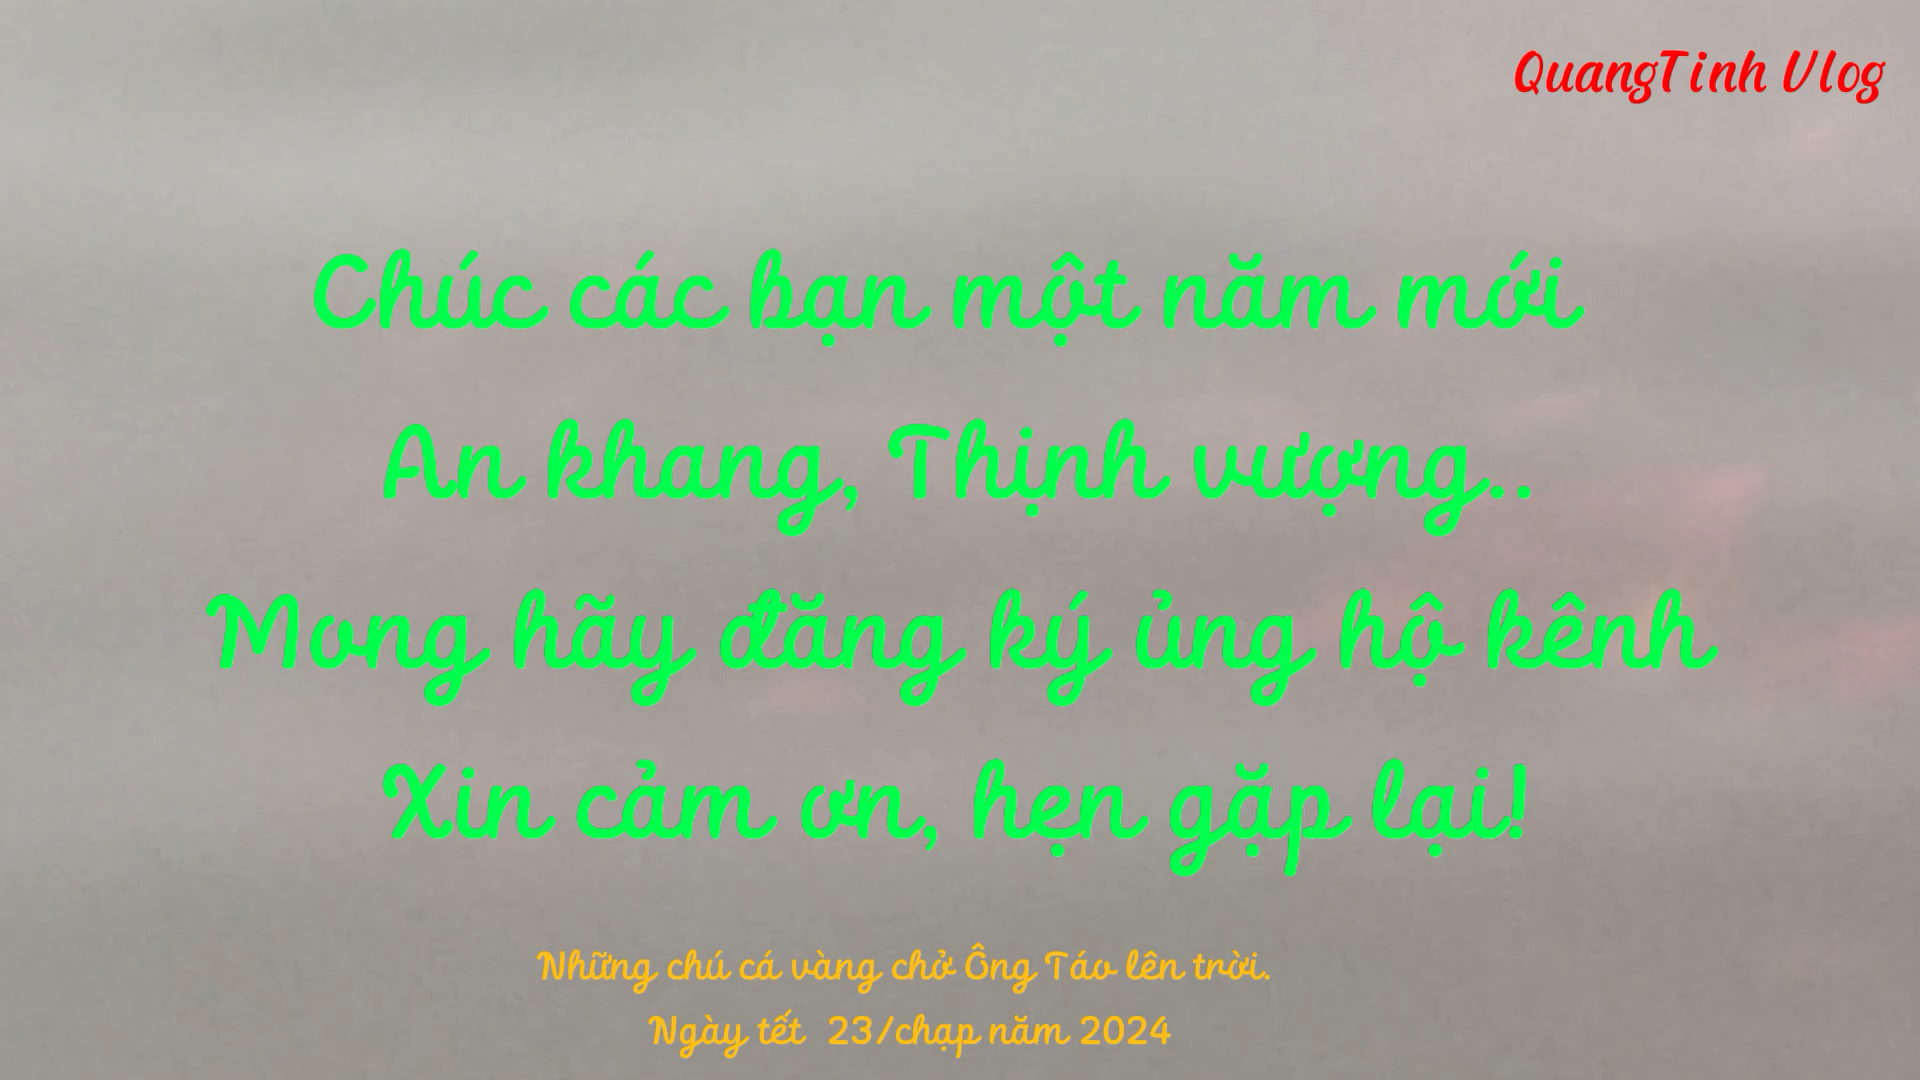 QuangTinh Vlog
Chúc các bạn một năm mới
An khang, Thịnh vượng..
Mong hãy đăng ký ủng hộ kênh
Xin cảm ơn, hẹn gặp lại!
Những chú cá vàng chở Ông Táo lên trời.
Ngày tết 23/chạp năm 2024